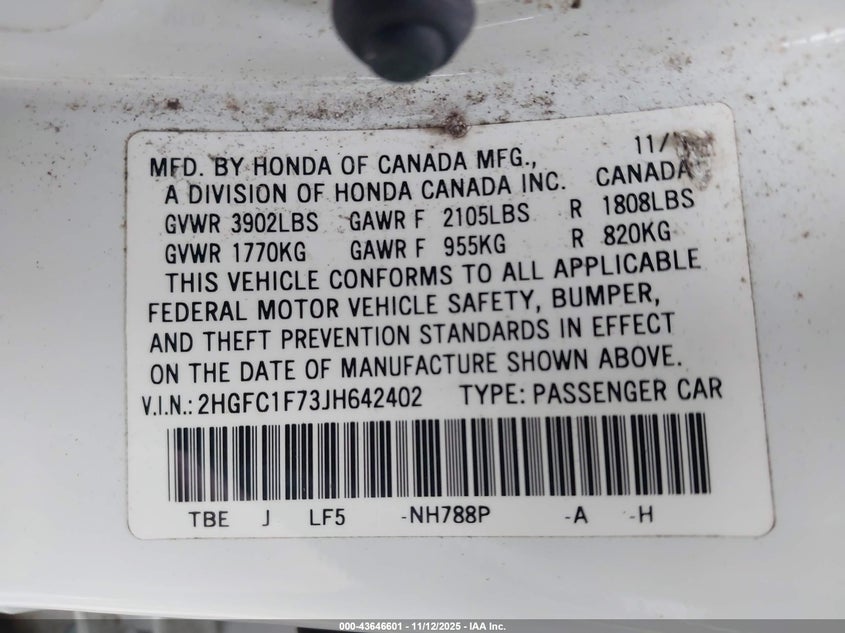 11/
MFD. BY HONDA OF CANADA MFG.,
A DIVISION OF HONDA CANADA INC. CANADA
GVWR 3902LBS GAWR F 2105LBS R 1808LBS
GVWR 1770KG GAWR F 955KG R 820KG
THIS VEHICLE CONFORMS TO ALL APPLICABLE
FEDERAL MOTOR VEHICLE SAFETY, BUMPER,
AND THEFT PREVENTION STANDARDS IN EFFECT
ON THE DATE OF MANUFACTURE SHOWN ABOVE.
V.I.N.: 2HGFC1F73JH642402 TYPE: PASSENGER CAR
TBE J LF5 -NH788P -A -H
000-43646601 - 11/12/2025 - IAA Inc.